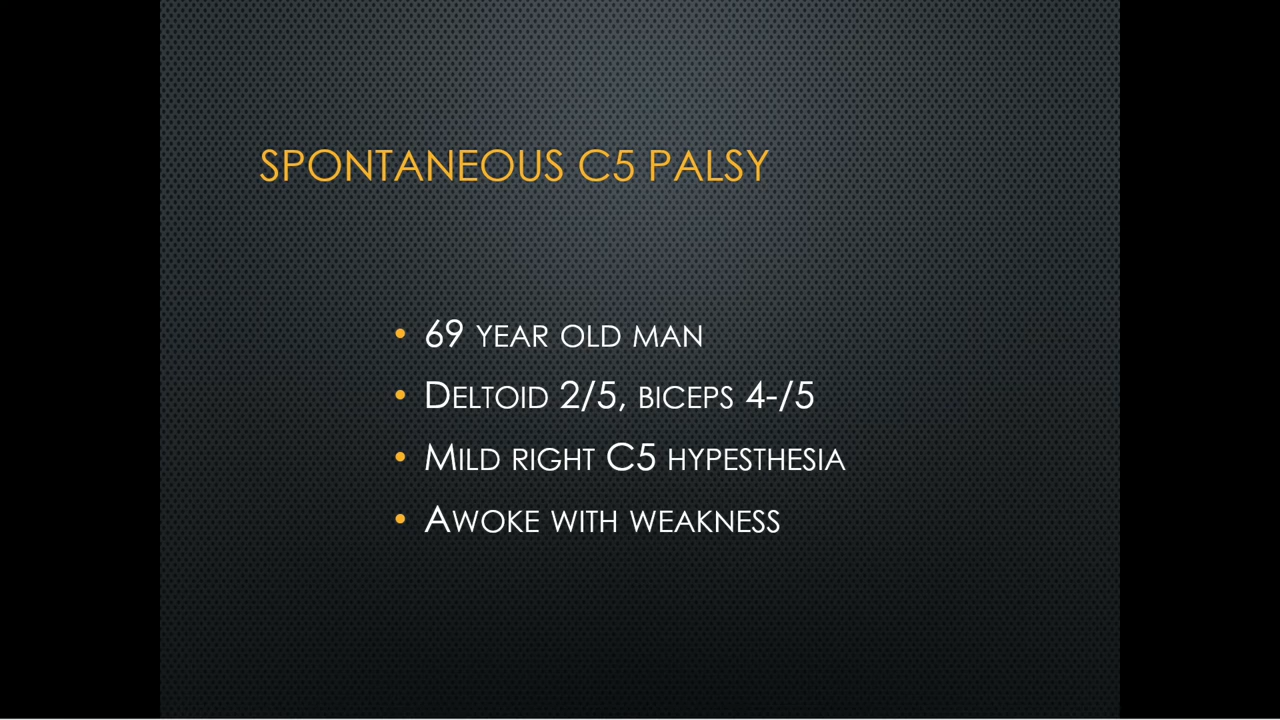 SPONTANEOUS C5 PALSY
• 69 YEAR OLD MAN
• DELTOID 2/5, BICEPS 4-/5
• MILD RIGHT C5 HYPESTHESIA
• AWOKE WITH WEAKNESS